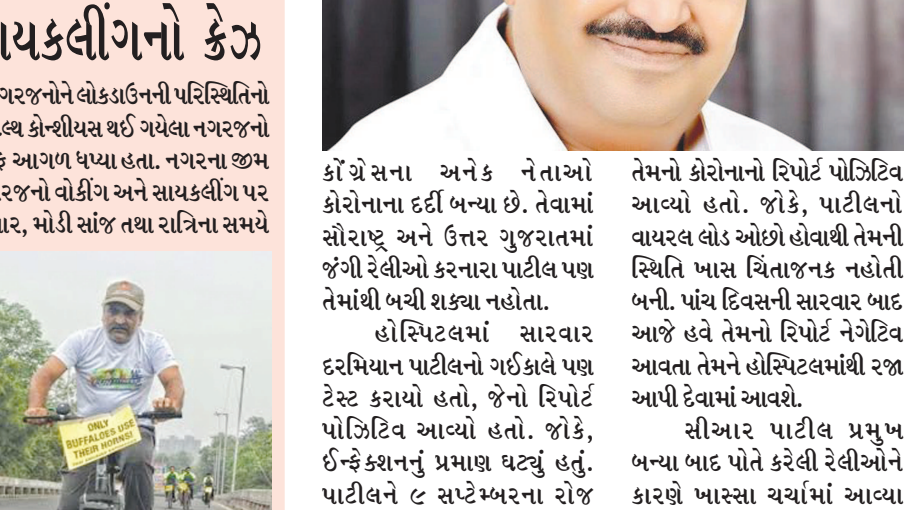 સાયકલીંગનો ક્રેઝ
નગરજનોને લોકડાઉનની પરિસ્થિતિનો
હેલ્થ કોન્શીયસ થઈ ગયેલા નગરજનો
આગળ ધપ્યા હતા. નગરના જીમ
નગરજનો વોકીંગ અને સાયકલીંગ પર
મોડી સાંજ તથા રાત્રિના સમયે
ONLY
BUFFALOES USE
THEIR HORNS!
કોંગ્રેસના અનેક નેતાઓ
કોરોનાના દર્દી બન્યા છે. તેવામાં
સૌરાષ્ટ્ર અને ઉત્તર ગુજરાતમાં
જંગી રેલીઓ કરનારા પાટીલ પણ
તેમાંથી બચી શક્યા નહોતા.
હોસ્પિટલમાં સારવાર
દરમિયાન પાટીલનો ગઈકાલે પણ
ટેસ્ટ કરાયો હતો, જેનો રિપોર્ટ
પોઝિટિવ આવ્યો હતો. જોકે,
ઈન્ફેક્શનનું પ્રમાણ ઘટ્યું હતું.
પાટીલને ૯ સપ્ટેમ્બરના રોજ
તેમનો કોરોનાનો રિપોર્ટ પોઝિટિવ
આવ્યો હતો. જોકે, પાટીલનો
વાયરલ લોડ ઓછો હોવાથી તેમની
સ્થિતિ ખાસ ચિંતાજનક નહોતી
બની. પાંચ દિવસની સારવાર બાદ
આજે હવે તેમનો રિપોર્ટ નેગેટિવ
આવતા તેમને હોસ્પિટલમાંથી રજા
આપી દેવામાં આવશે.
સીઆર પાટીલ પ્રમુખ
બન્યા બાદ પોતે કરેલી રેલીઓને
કારણે ખાસ્સા ચર્ચામાં આવ્યા